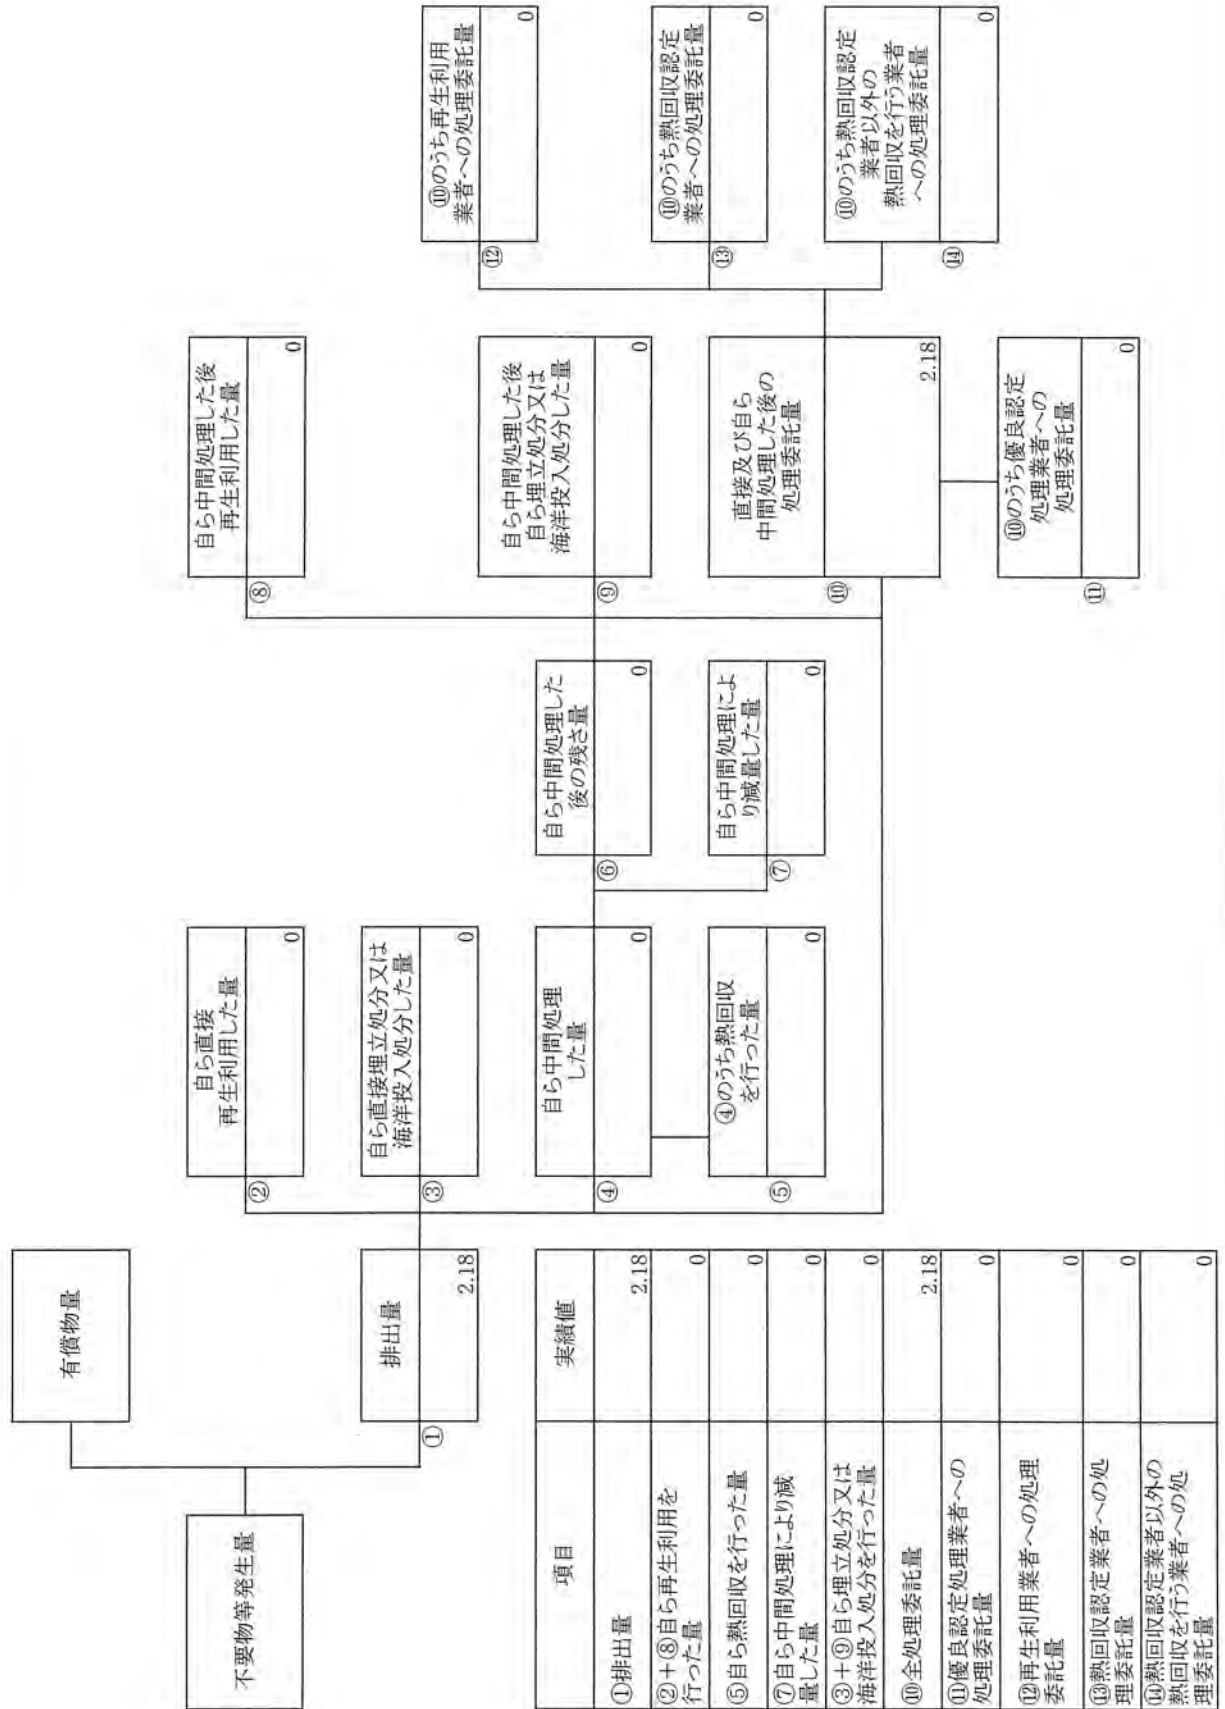 不要物等発生量
有償物量
①
排出量
2.18
②
自ら直接
再生利用した量
0
③
自ら直接埋立処分又は
海洋投入処分した量
0
④
自ら中間処理
した量
0
⑤
④のうち熱回収
を行った量
0
⑥
自ら中間処理した
後の残さ量
0
⑦
自ら中間処理によ
り減量した量
0
⑧
自ら中間処理した後
再生利用した量
0
⑨
自ら中間処理した後
自ら埋立処分又は
海洋投入処分した量
0
⑩
直接及び自ら
中間処理した後の
処理委託量
2.18
⑪
⑩のうち優良認定
処理業者への
処理委託量
0
⑫
⑩のうち再生利用
業者への処理委託量
0
⑬
⑩のうち熱回収認定
業者への処理委託量
0
⑭
⑩のうち熱回収認定
業者以外の
熱回収を行う業者
への処理委託量
0
項目 実績値
①排出量 2.18
②+⑧自ら再生利用を
行った量 0
⑤自ら熱回収を行った量 0
⑦自ら中間処理により減
量した量 0
③+⑨自ら埋立処分又は
海洋投入処分を行った量 0
⑩全処理委託量 2.18
⑪優良認定処理業者への
処理委託量 0
⑫再生利用業者への処理
委託量 0
⑬熱回収認定業者への処
理委託量 0
⑭熱回収認定業者以外の
熱回収を行う業者への処
理委託量 0